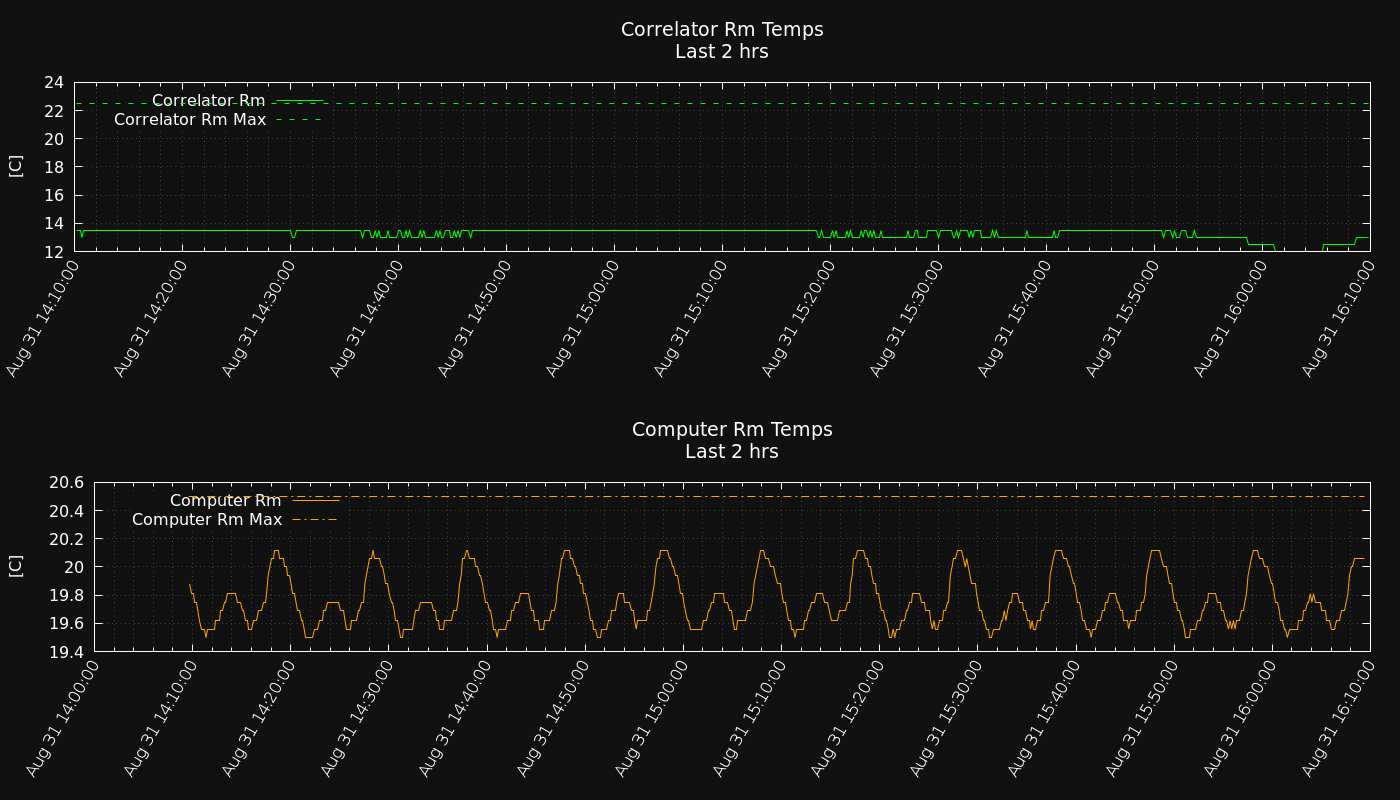 Correlator Rm Temps
Last 2 hrs
24
22
20
18
16
14
12
[C]
Correlator Rm
Correlator Rm Max
Aug 31 14:10:00
Aug 31 14:20:00
Aug 31 14:30:00
Aug 31 14:40:00
Aug 31 14:50:00
Aug 31 15:00:00
Aug 31 15:10:00
Aug 31 15:20:00
Aug 31 15:30:00
Aug 31 15:40:00
Aug 31 15:50:00
Aug 31 16:00:00
Aug 31 16:10:00
Computer Rm Temps
Last 2 hrs
20.6
20.4
20.2
20
19.8
19.6
19.4
[C]
Computer Rm
Computer Rm Max
Aug 31 14:00:00
Aug 31 14:10:00
Aug 31 14:20:00
Aug 31 14:30:00
Aug 31 14:40:00
Aug 31 14:50:00
Aug 31 15:00:00
Aug 31 15:10:00
Aug 31 15:20:00
Aug 31 15:30:00
Aug 31 15:40:00
Aug 31 15:50:00
Aug 31 16:00:00
Aug 31 16:10:00